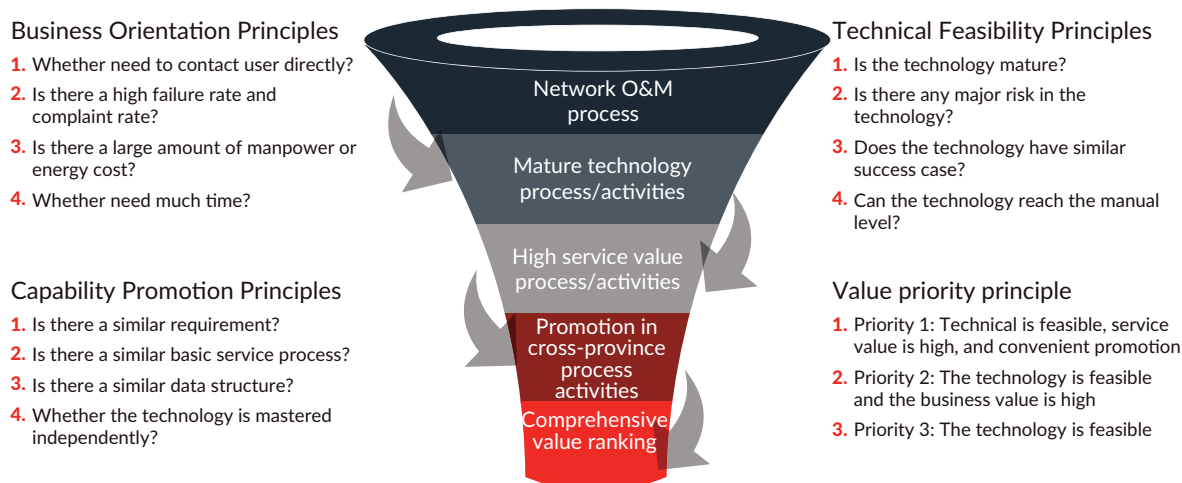 Business Orientation Principles
1. Whether need to contact user directly?
2. Is there a high failure rate and
complaint rate?
3. Is there a large amount of manpower or
energy cost?
4. Whether need much time?
Capability Promotion Principles
1. Is there a similar requirement?
2. Is there a similar basic service process?
3. Is there a similar data structure?
4. Whether the technology is mastered
independently?
Network O&M
process
Mature technology
process/activities
High service value
process/activities
Promotion in
cross-province
process
activities
Comprehensive
value ranking
Technical Feasibility Principles
1. Is the technology mature?
2. Is there any major risk in the
technology?
3. Does the technology have similar
success case?
4. Can the technology reach the manual
level?
Value priority principle
1. Priority 1: Technical is feasible, service
value is high, and convenient promotion
2. Priority 2: The technology is feasible
and the business value is high
3. Priority 3: The technology is feasible